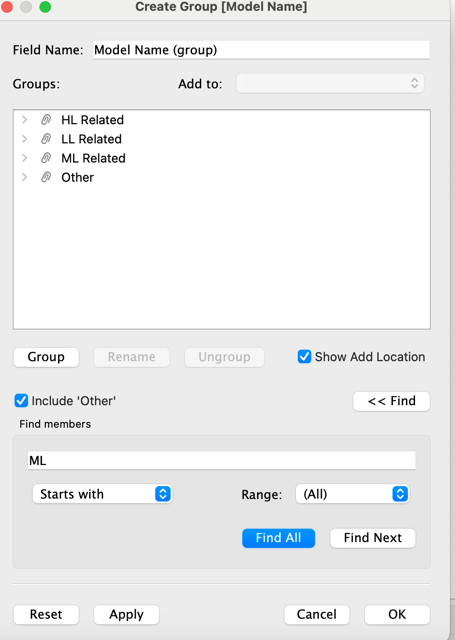 Create Group [Model Name]
Field Name: Model Name (group)
Groups: Add to:
HL Related
LL Related
ML Related
Other
Group Rename Ungroup Show Add Location
Include 'Other' << Find
Find members
ML
Starts with Range: (All)
Find All Find Next
Reset Apply Cancel OK